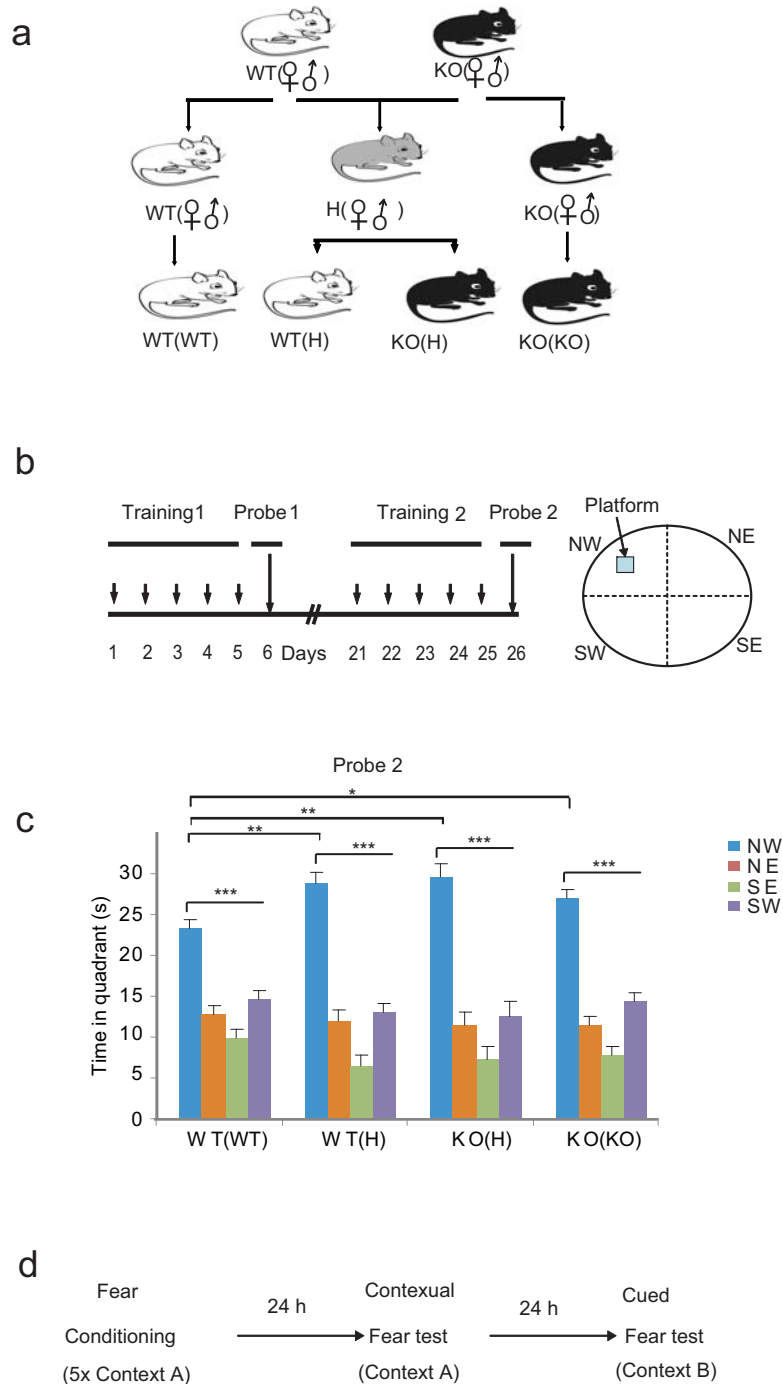 a
WT(♀♂)
KO(♀♂)
WT(♀♂)
H(♀♂)
KO(♀♂)
WT(WT)
WT(H)
KO(H)
KO(KO)
b
Training1 Probe 1 Training 2 Probe 2
1 2 3 4 5 6 Days 21 22 23 24 25 26
Platform
NW
NE
SW
SE
Probe 2
c
*
**
**
***
***
***
***
NW
NE
SE
SW
Time in quadrant (s)
30
25
20
15
10
5
0
W T(WT) W T(H) K O(H) K O(KO)
d
Fear
Conditioning
(5x Context A)
24 h
Contexual
Fear test
(Context A)
24 h
Cued
Fear test
(Context B)